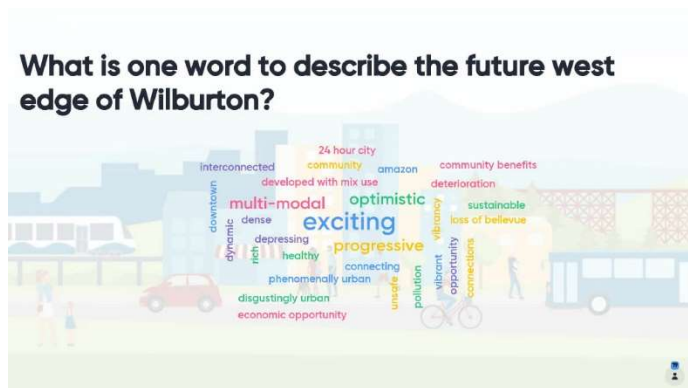 What is one word to describe the future west
edge of Wilburton?
24 hour city
interconnected
community
amazon
community benefits
developed with mix use
deterioration
downtown
multi-modal
optimistic
vibrancy
sustainable
dynamic
dense
exciting
loss of bellevue
rich
depressing
healthy
progressive
opportunity
connections
connecting
vibrant
phenomenally urban
unsafe
pollution
disgustingly urban
economic opportunity